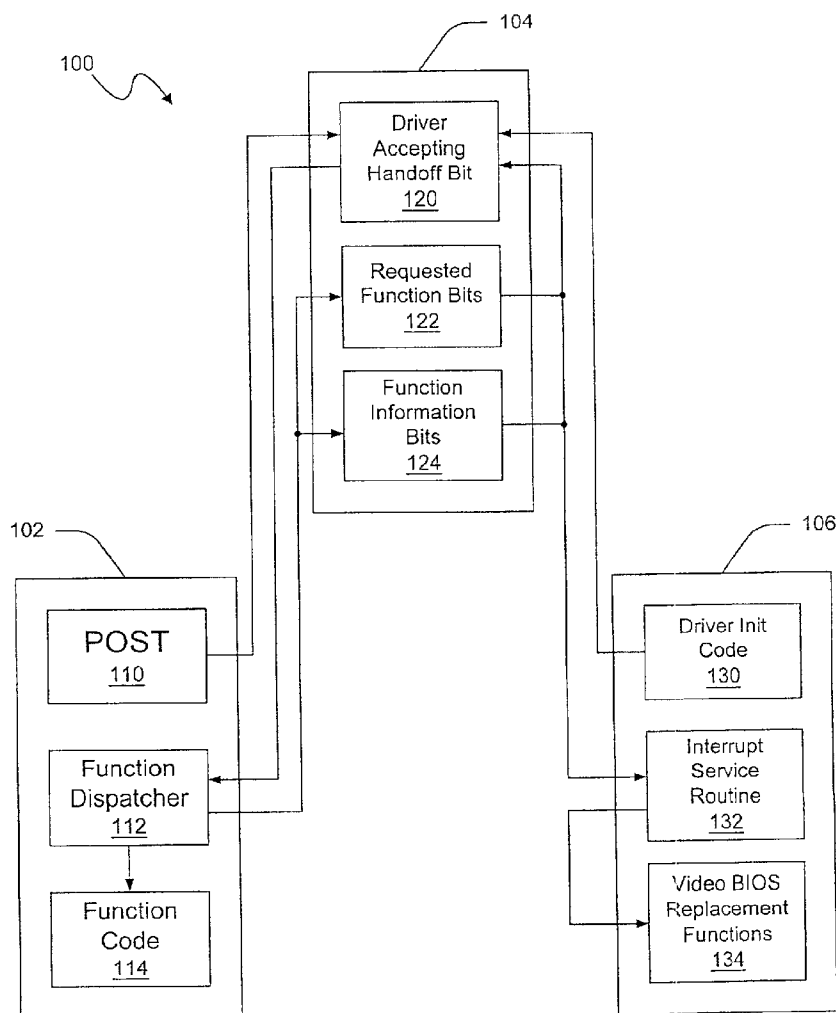 104
100
Driver
Accepting
Handoff Bit
120
Requested
Function Bits
122
Function
Information
Bits
124
102
106
POST
110
Driver Init
Code
130
Function
Dispatcher
112
Interrupt
Service
Routine
132
Function
Code
114
Video BIOS
Replacement
Functions
134